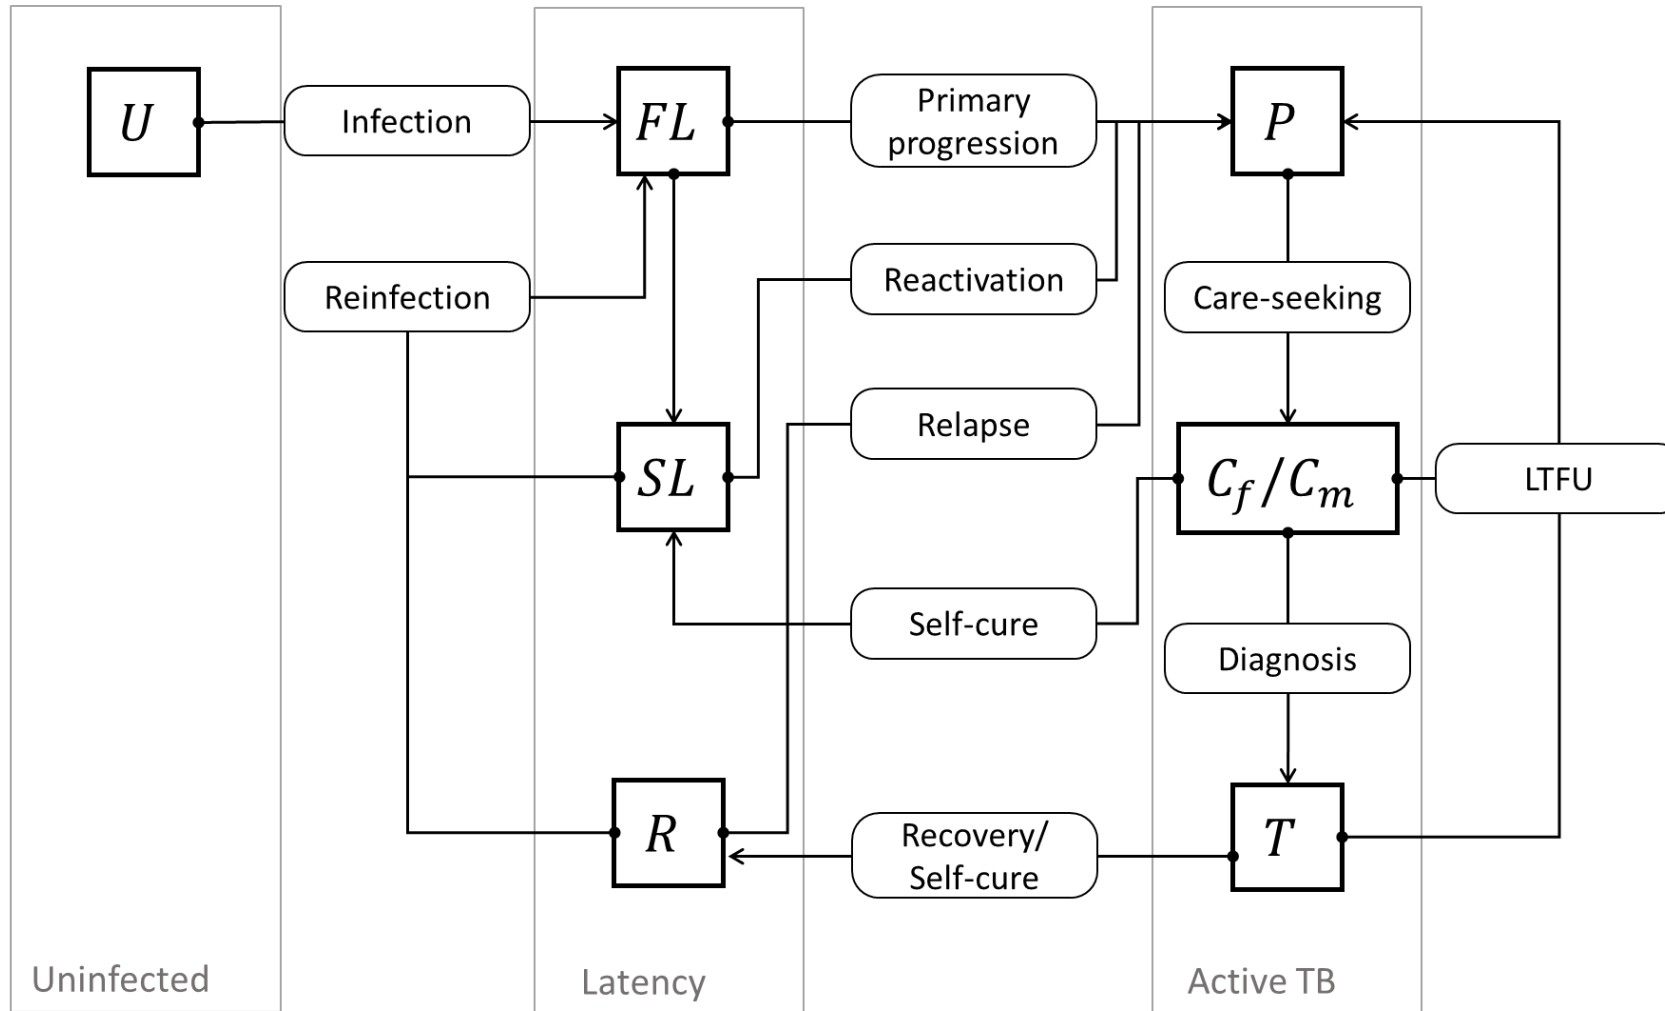 U
Infection
FL
Primary
progression
P
Reinfection
Reactivation
Care-seeking
Relapse
SL
C_f/C_m
LTFU
Self-cure
Diagnosis
R
Recovery/
Self-cure
T
Uninfected
Latency
Active TB